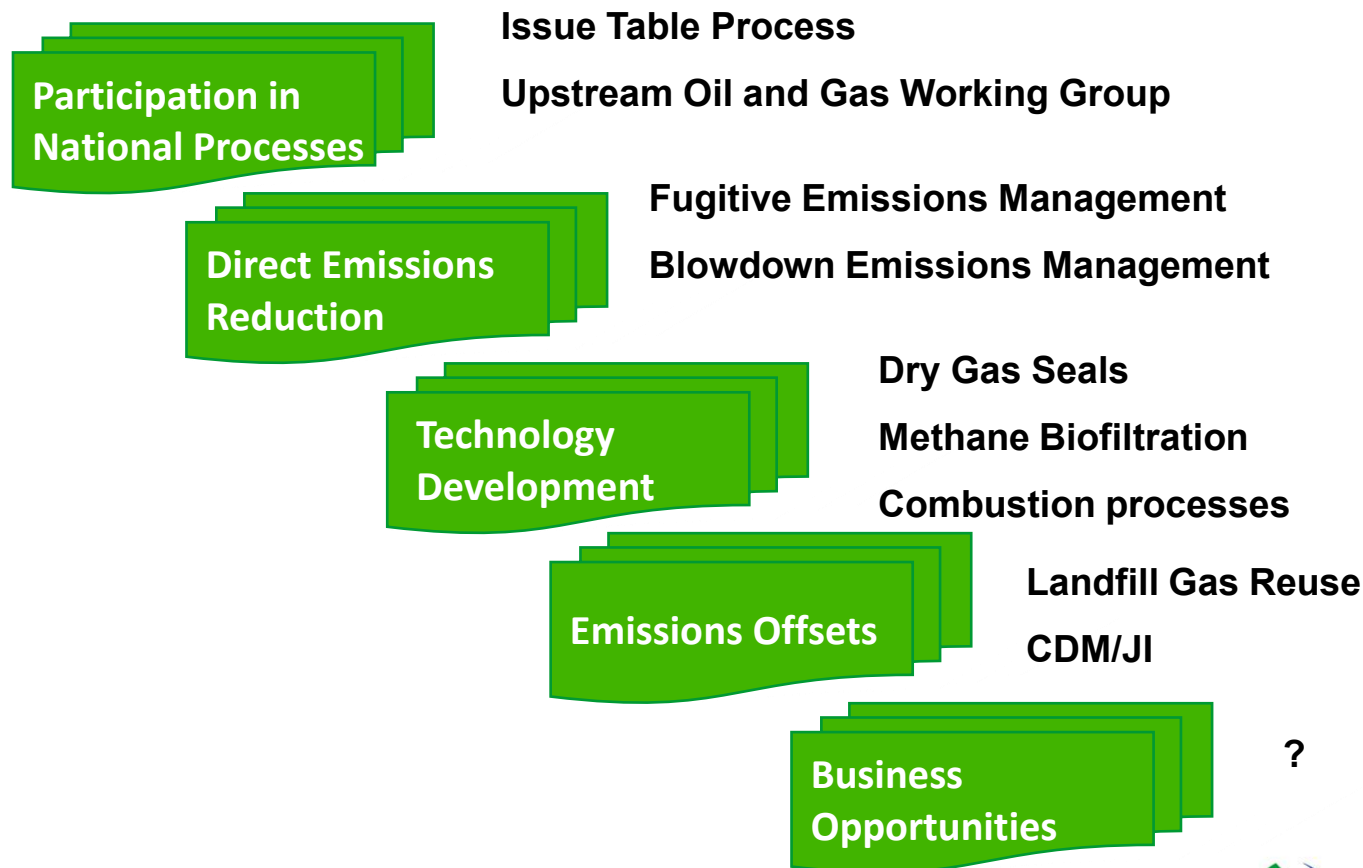 Issue Table Process
Upstream Oil and Gas Working Group
Participation in
National Processes
Fugitive Emissions Management
Blowdown Emissions Management
Direct Emissions
Reduction
Dry Gas Seals
Methane Biofiltration
Combustion processes
Technology
Development
Landfill Gas Reuse
CDM/JI
Emissions Offsets
?
Business
Opportunities